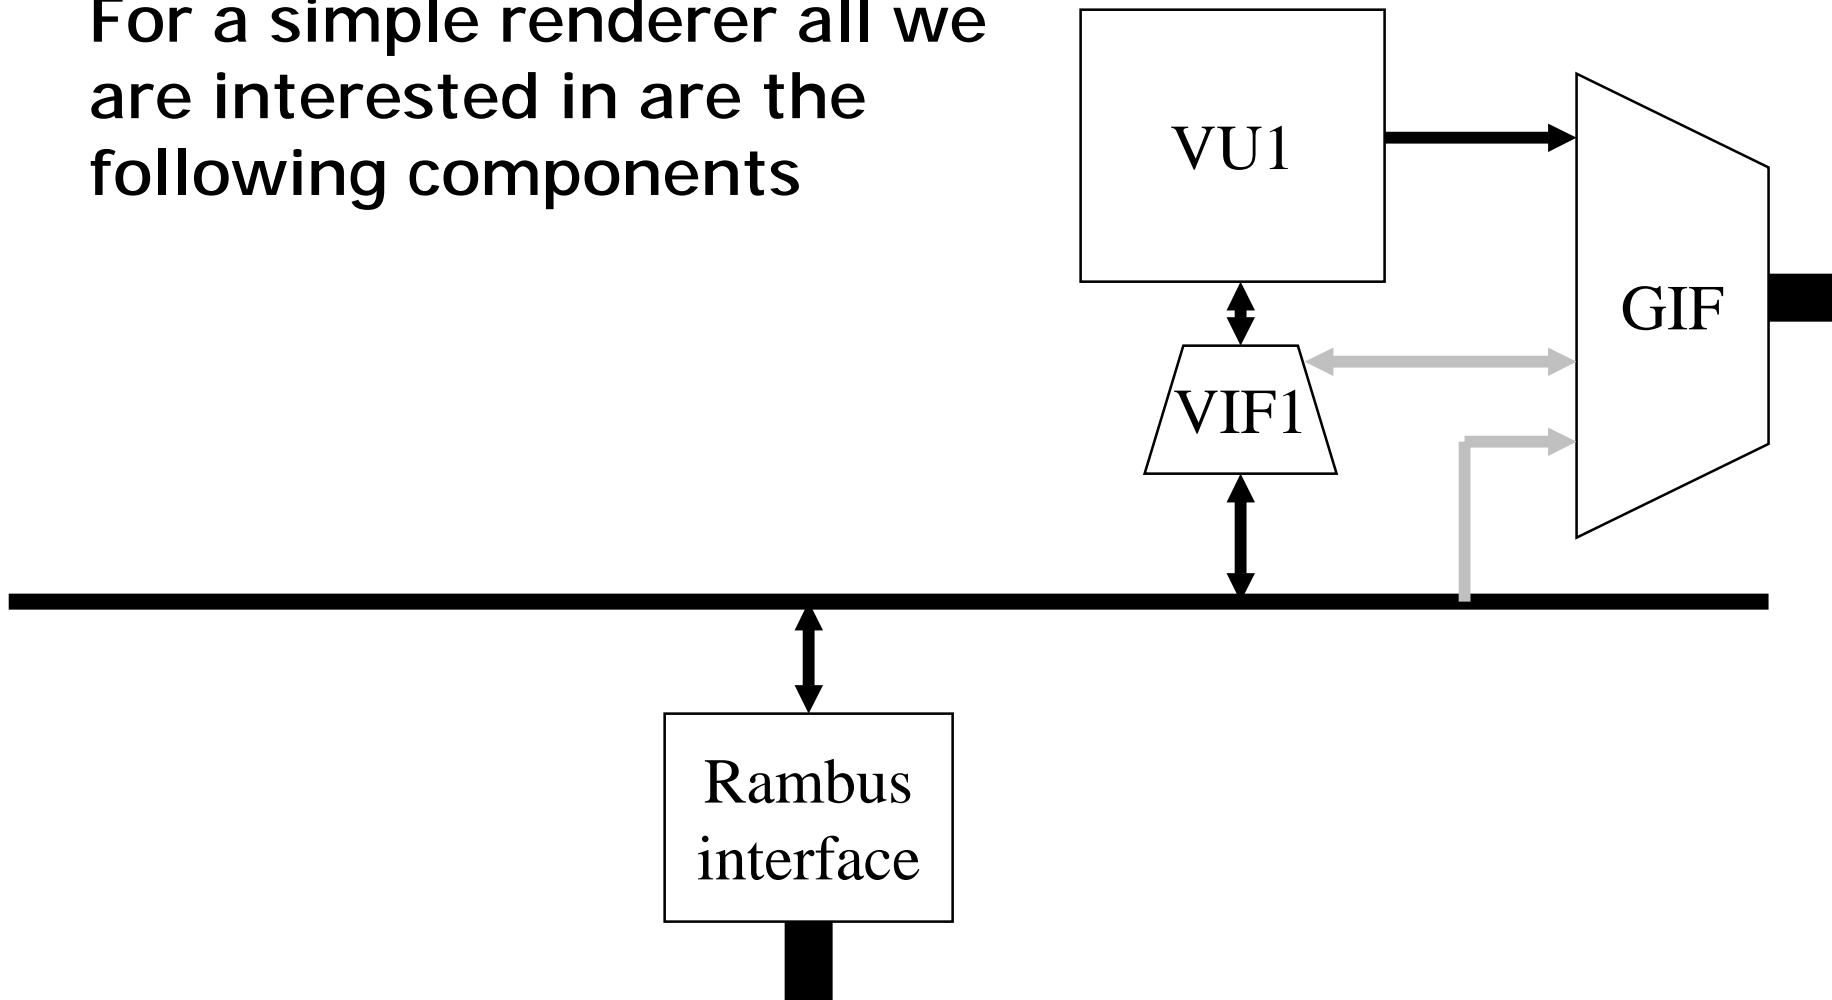 For a simple renderer all we
are interested in are the
following components
VU1
GIF
VIF1
Rambus
interface